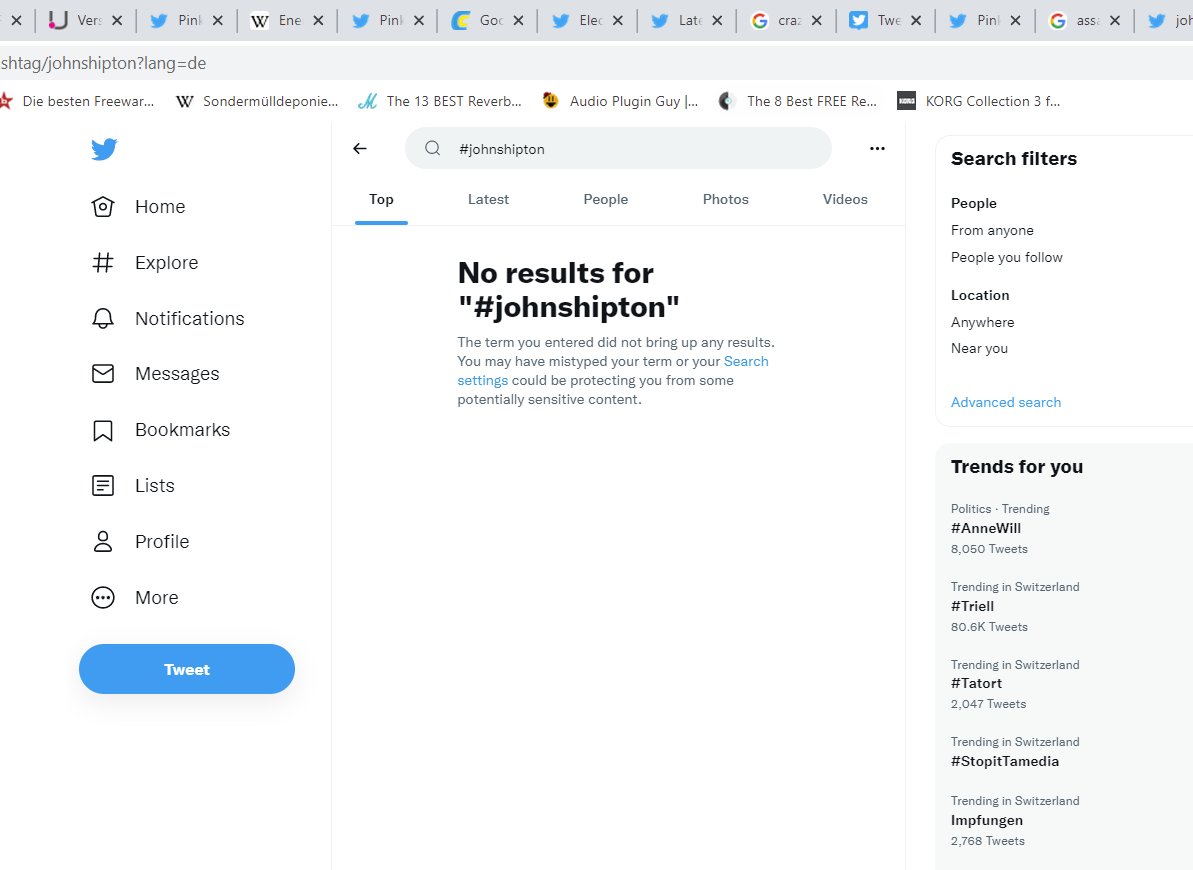 Vers
Pink
W
Ene
Pink
Goo
Elec
Late
G
craz
Twe
Pink
G
assa
joh
shtag/johnshipton?lang=de
Die besten Freewar...
W
Sondermülldeponie...
The 13 BEST Reverb...
Audio Plugin Guy |...
The 8 Best FREE Re...
KORG
KORG Collection 3 f...
#johnshipton
Top
Latest
People
Photos
Videos
Home
Explore
Notifications
Messages
Bookmarks
Lists
Profile
More
Tweet
No results for
"#johnshipton"
The term you entered did not bring up any results.
You may have mistyped your term or your Search
settings could be protecting you from some
potentially sensitive content.
Search filters
People
From anyone
People you follow
Location
Anywhere
Near you
Advanced search
Trends for you
Politics · Trending
#AnneWill
8,050 Tweets
Trending in Switzerland
#Triell
80.6K Tweets
Trending in Switzerland
#Tatort
2,047 Tweets
Trending in Switzerland
#StopitTamedia
Trending in Switzerland
Impfungen
2,768 Tweets